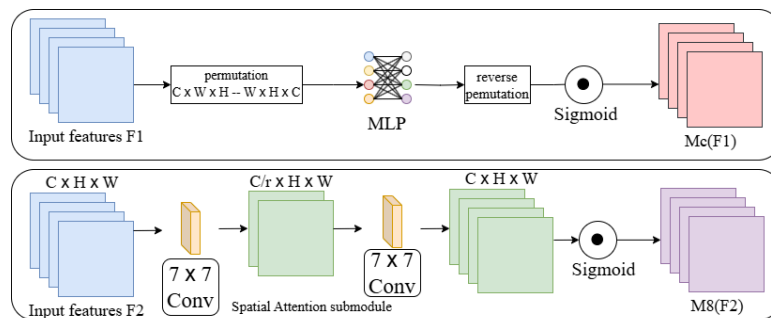 permutation
C x W x H -- W x H x C
Input features F1
MLP
reverse
pemutation
Sigmoid
Mc(F1)
C x H x W
C/r x H x W
C x H x W
7 x 7
Conv
7 x 7
Conv
Sigmoid
Input features F2
Spatial Attention submodule
M8(F2)